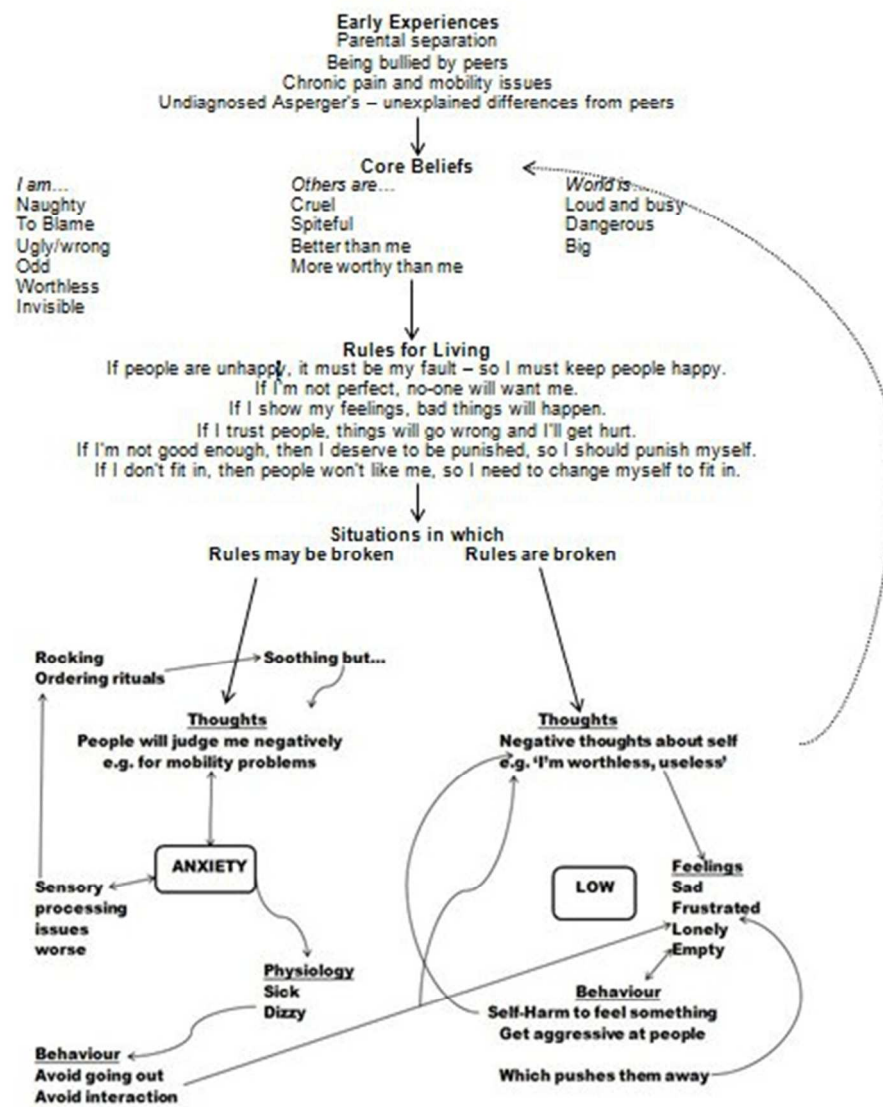 Early Experiences
Parental separation
Being bullied by peers
Chronic pain and mobility issues
Undiagnosed Asperger's – unexplained differences from peers
Core Beliefs
I am…
Naughty
To Blame
Ugly/wrong
Odd
Worthless
Invisible
Others are…
Cruel
Spiteful
Better than me
More worthy than me
World is…
Loud and busy
Dangerous
Big
Rules for Living
If people are unhappy, it must be my fault – so I must keep people happy.
If I'm not perfect, no-one will want me.
If I show my feelings, bad things will happen.
If I trust people, things will go wrong and I'll get hurt.
If I'm not good enough, then I deserve to be punished, so I should punish myself.
If I don't fit in, then people won't like me, so I need to change myself to fit in.
Situations in which
Rules may be broken
Rules are broken
Rocking
Ordering rituals
Soothing but…
Thoughts
People will judge me negatively
e.g. for mobility problems
ANXIETY
Sensory
processing
issues
worse
Physiology
Sick
Dizzy
Behaviour
Avoid going out
Avoid interaction
Thoughts
Negative thoughts about self
e.g. 'I'm worthless, useless'
LOW
Feelings
Sad
Frustrated
Lonely
Empty
Behaviour
Self-Harm to feel something
Get aggressive at people
Which pushes them away